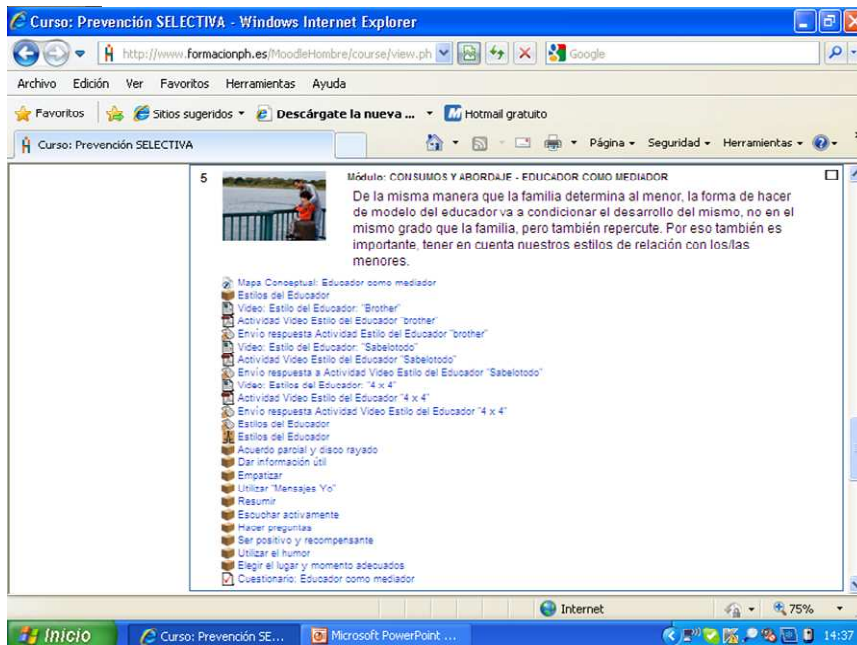 Curso: Prevención SELECTIVA - Windows Internet Explorer
http://www.formacionph.es/MoodleHombre/course/view.ph
Google
Archivo Edición Ver Favoritos Herramientas Ayuda
Favoritos Sitios sugeridos Descárgate la nueva ... Hotmail gratuito
Curso: Prevención SELECTIVA Página Seguridad Herramientas
5 Módulo: CONSUMOS Y ABORDAJE - EDUCADOR COMO MEDIADOR
De la misma manera que la familia determina al menor, la forma de hacer
de modelo del educador va a condicionar el desarrollo del mismo, no en el
mismo grado que la familia, pero también repercute. Por eso también es
importante, tener en cuenta nuestros estilos de relación con los/las
menores.
Mapa Conceptual: Educador como mediador
Estilos del Educador
Video: Estilo del Educador: "Brother"
Actividad Video Estilo del Educador "brother"
Envío respuesta Actividad Estilo del Educador "brother"
Video: Estilo del Educador: "Sabelotodo"
Actividad Video Estilo del Educador "Sabelotodo"
Envío respuesta a Actividad Video Estilo del Educador "Sabelotodo"
Video: Estilos del Educador: "4 x 4"
Actividad Video Estilo del Educador "4 x 4"
Envío respuesta Actividad Video Estilo del Educador "4 x 4"
Estilos del Educador
Estilos del Educador
Acuerdo parcial y disco rayado
Dar información útil
Empatizar
Utilizar "Mensajes Yo"
Resumir
Escuchar activamente
Hacer preguntas
Ser positivo y recompensante
Utilizar el humor
Elegir el lugar y momento adecuados
Cuestionario: Educador como mediador
Internet 75%
Inicio Curso: Prevención SE... Microsoft PowerPoint ... 14:37